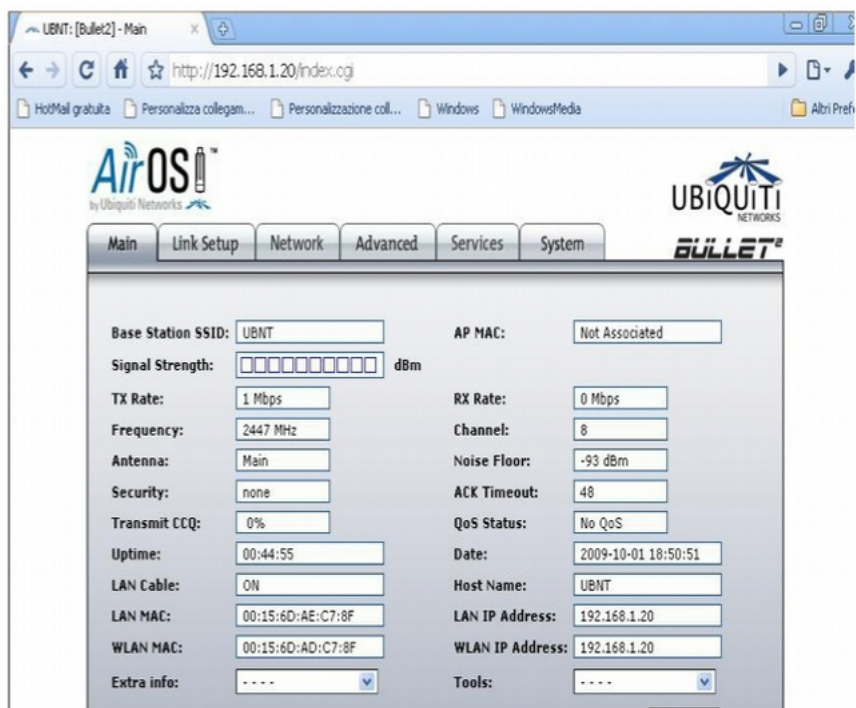 UBNT: [Bullet2] - Main
http://192.168.1.20/index.cgi
HotMail gratuita Personalizza collegam... Personalizzazione coll... Windows WindowsMedia Altri Pref
AirOS™
by Ubiquiti Networks
UBiQUiTi
NETWORKS
BULLET²
Main Link Setup Network Advanced Services System
Base Station SSID: UBNT AP MAC: Not Associated
Signal Strength: dBm
TX Rate: 1 Mbps RX Rate: 0 Mbps
Frequency: 2447 MHz Channel: 8
Antenna: Main Noise Floor: -93 dBm
Security: none ACK Timeout: 48
Transmit CCQ: 0% QoS Status: No QoS
Uptime: 00:44:55 Date: 2009-10-01 18:50:51
LAN Cable: ON Host Name: UBNT
LAN MAC: 00:15:6D:AE:C7:8F LAN IP Address: 192.168.1.20
WLAN MAC: 00:15:6D:AD:C7:8F WLAN IP Address: 192.168.1.20
Extra info: - - - - Tools: - - - -